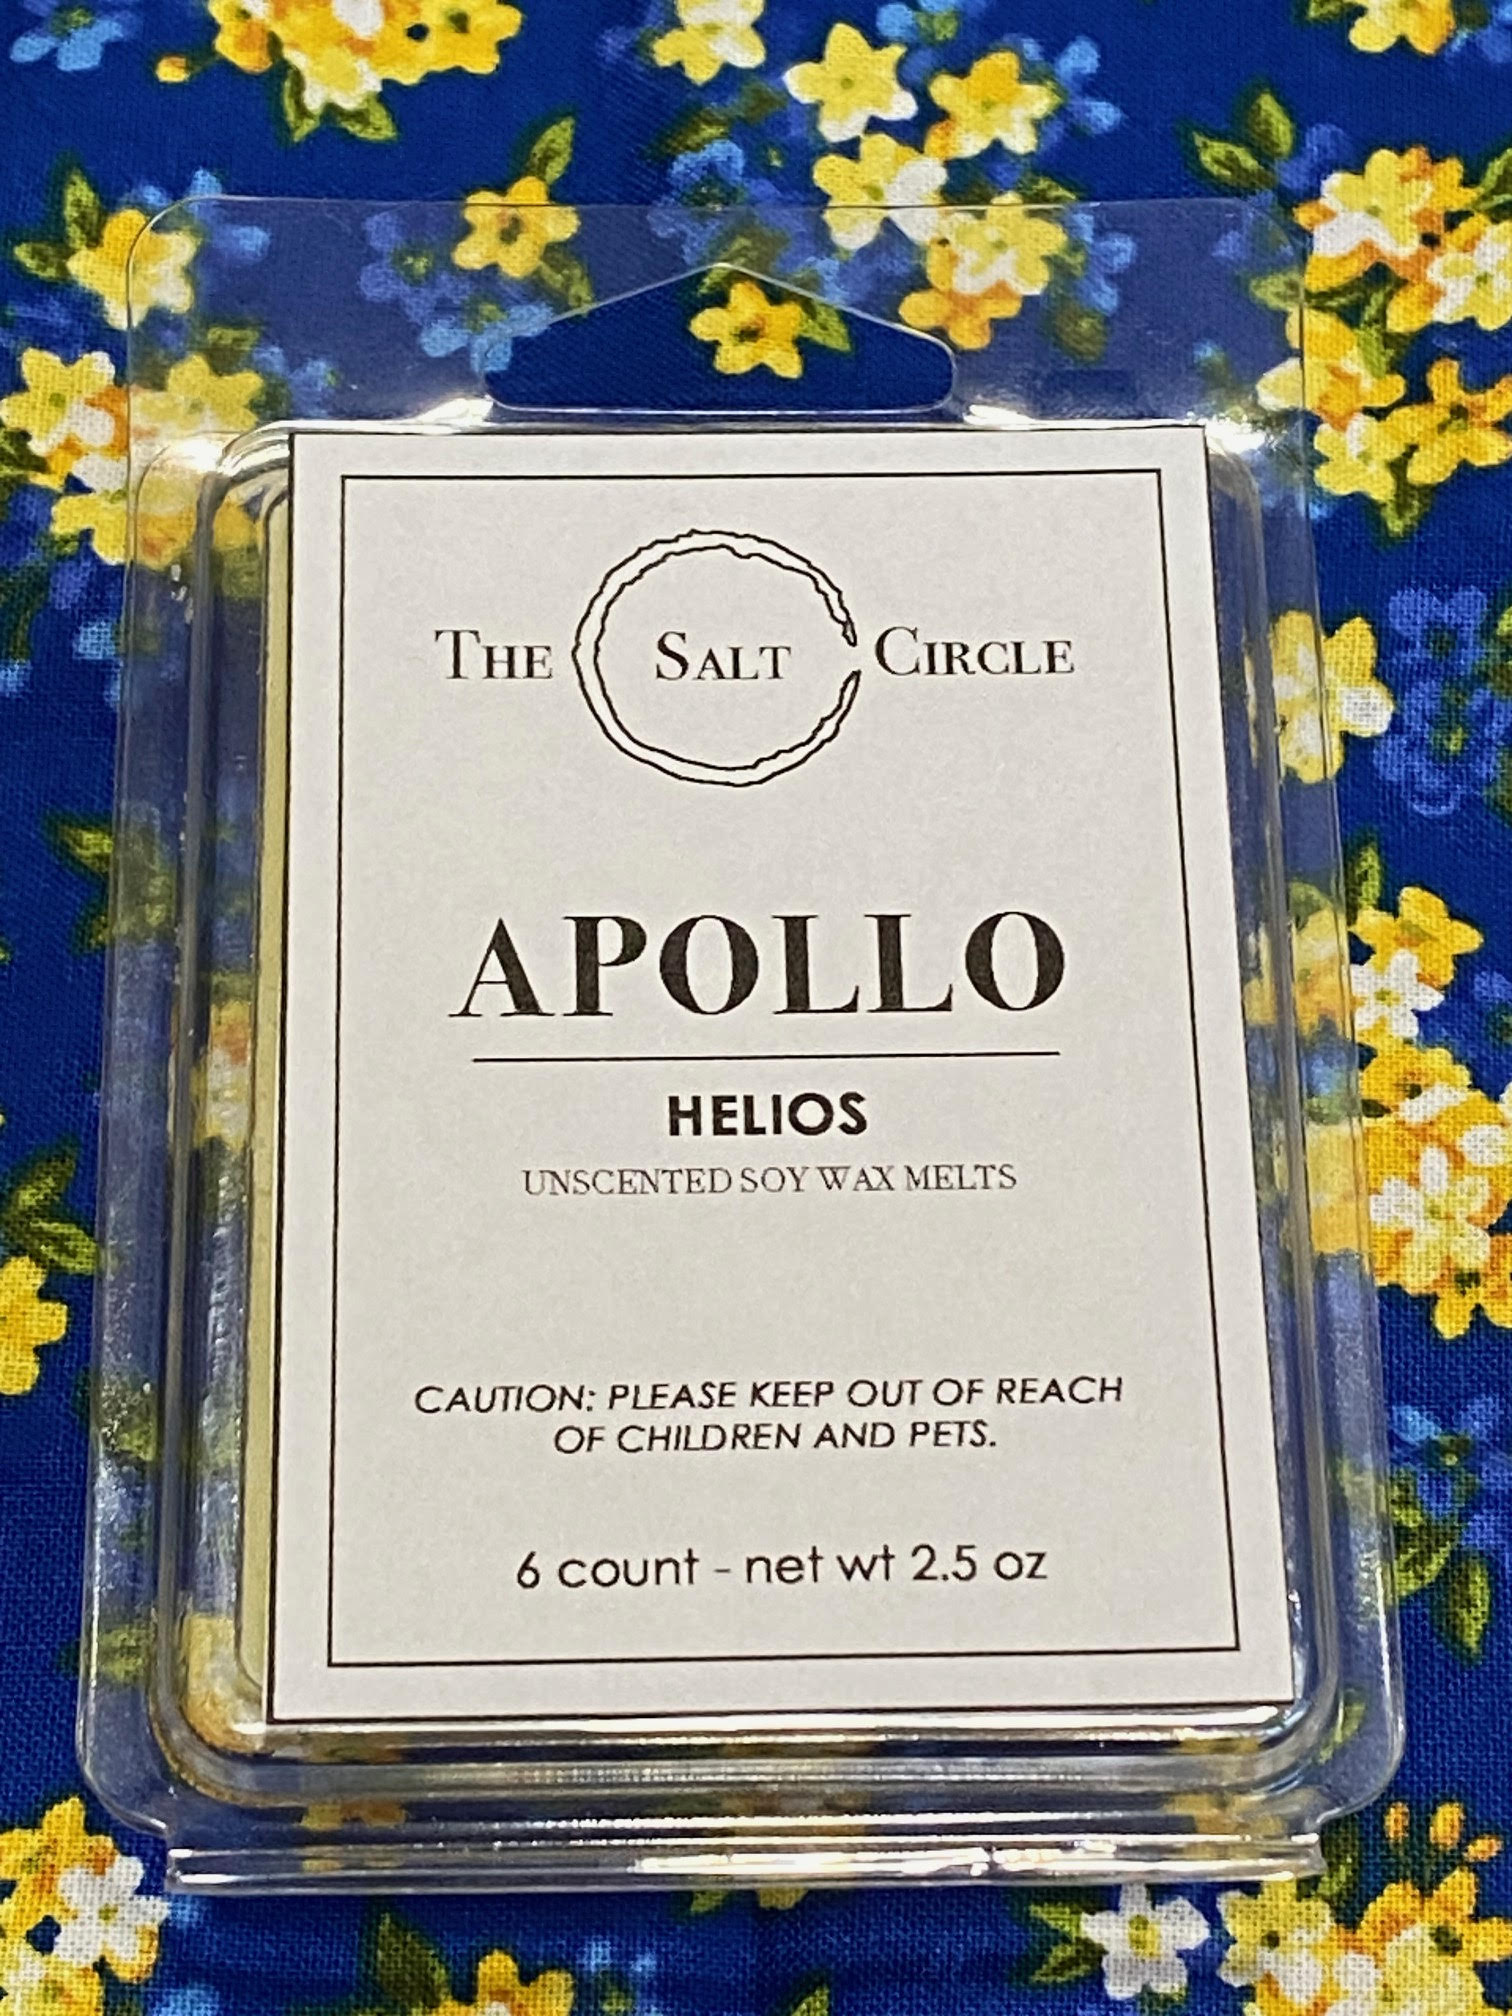 The Salt Circle
APOLLO
HELIOS
UNSCENTED SOY WAX MELTS
CAUTION: PLEASE KEEP OUT OF REACH
OF CHILDREN AND PETS.
6 count - net wt 2.5 oz